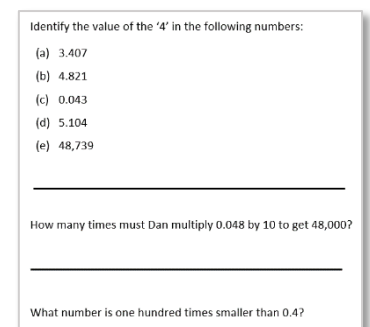 Identify the value of the ‘4’ in the following numbers:
(a) 3.407
(b) 4.821
(c) 0.043
(d) 5.104
(e) 48,739
How many times must Dan multiply 0.048 by 10 to get 48,000?
What number is one hundred times smaller than 0.4?